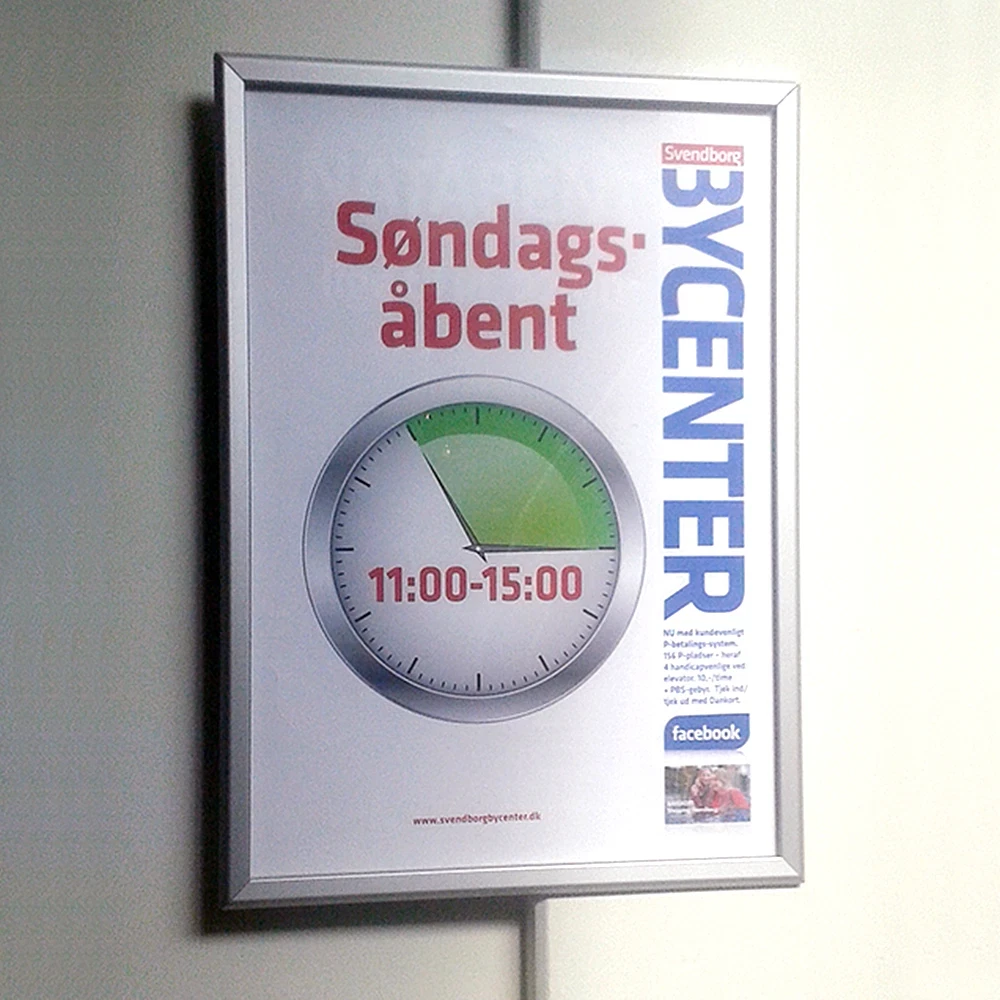 Søndags-
åbent
11:00-15:00
www.svendborgbycenter.dk
Svendborg
BYCENTER
NU med kundevenligt
P-betalings-system.
156 P-pladser - heraf
4 handicapvenlige ved
elevator. 10,-/time
+ PBS-gebyr. Tjek ind/
tjek ud med Dankort.
facebook